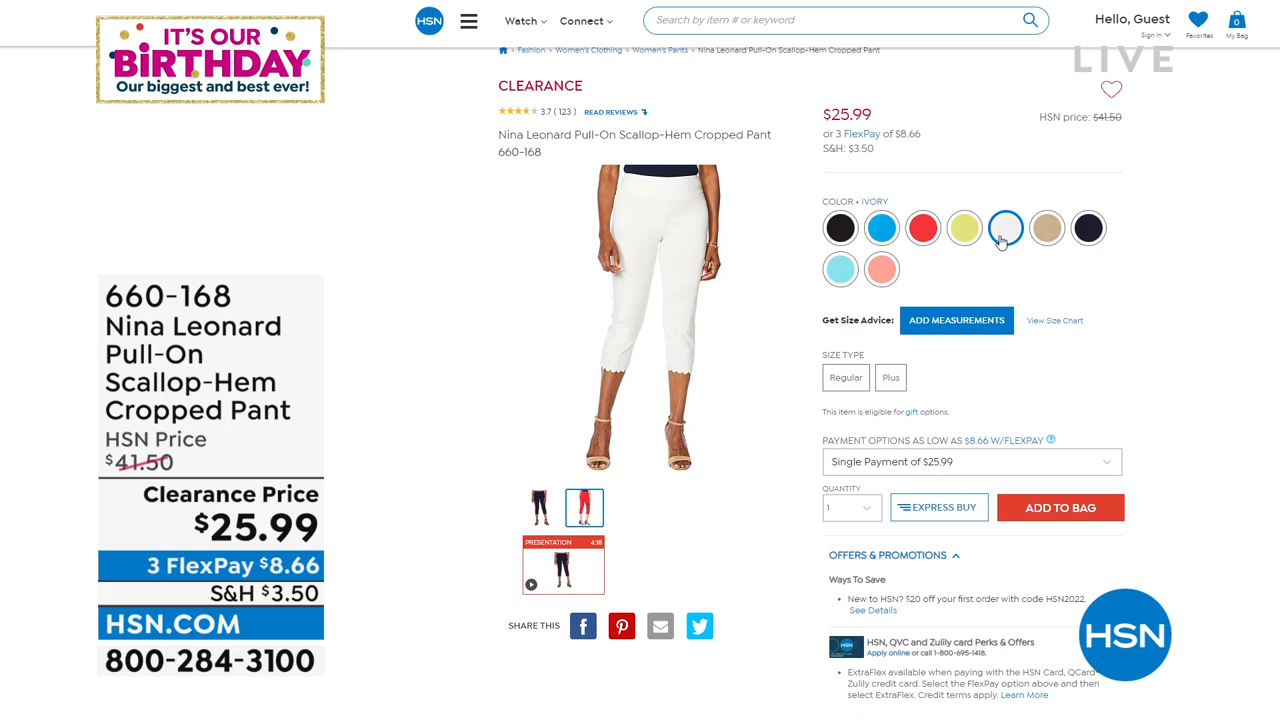 IT'S OUR
BIRTHDAY
Our biggest and best ever!
HSN
Watch
Connect
Search by item # or keyword
Hello, Guest
Sign in
Favorites
0
My Bag
LIVE
Fashion > Women's Clothing > Women's Pants > Nina Leonard Pull-On Scallop-Hem Cropped Pant
CLEARANCE
3.7 ( 123 ) READ REVIEWS
Nina Leonard Pull-On Scallop-Hem Cropped Pant
660-168
$25.99
HSN price: $41.50
or 3 FlexPay of $8.66
S&H: $3.50
COLOR • IVORY
Get Size Advice: ADD MEASUREMENTS View Size Chart
SIZE TYPE
Regular Plus
This item is eligible for gift options.
PAYMENT OPTIONS AS LOW AS $8.66 W/FLEXPAY ?
Single Payment of $25.99
QUANTITY
1
EXPRESS BUY
ADD TO BAG
OFFERS & PROMOTIONS
Ways To Save
• New to HSN? $20 off your first order with code HSN2022.
See Details
HSN, QVC and Zulily card Perks & Offers
Apply online or call 1-800-695-1418.
• ExtraFlex available when paying with the HSN Card, QCard
Zulily credit card. Select the FlexPay option above and then
select ExtraFlex. Credit terms apply. Learn More
PRESENTATION 4:18
SHARE THIS
660-168
Nina Leonard
Pull-On
Scallop-Hem
Cropped Pant
HSN Price
$41.50
Clearance Price
$25.99
3 FlexPay $8.66
S&H $3.50
HSN.COM
800-284-3100
HSN